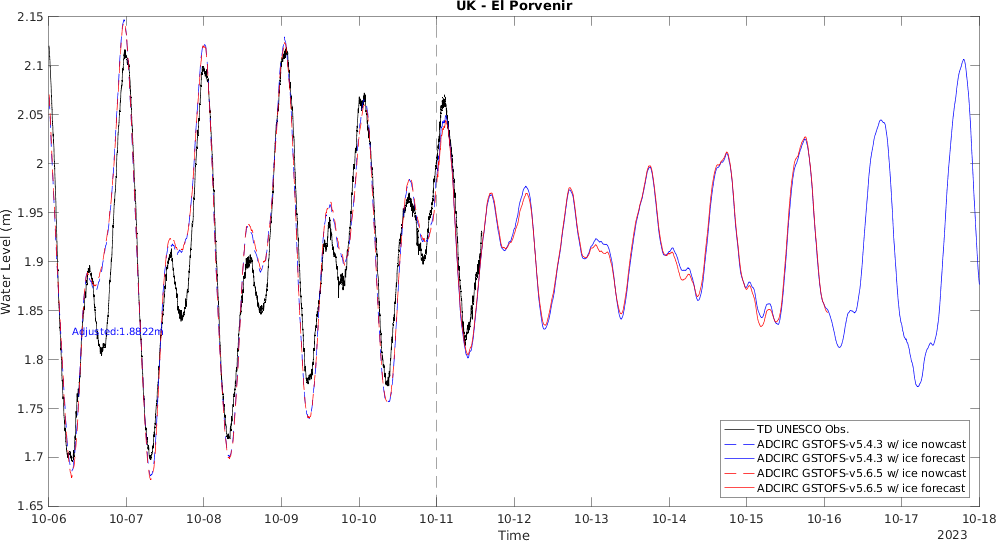 UK - El Porvenir
2.15
2.1
2.05
2
1.95
1.9
1.85
1.8
1.75
1.7
1.65
Water Level (m)
Adjusted:1.8822m
TD UNESCO Obs.
ADCIRC GSTOFS-v5.4.3 w/ ice nowcast
ADCIRC GSTOFS-v5.4.3 w/ ice forecast
ADCIRC GSTOFS-v5.6.5 w/ ice nowcast
ADCIRC GSTOFS-v5.6.5 w/ ice forecast
10-06 10-07 10-08 10-09 10-10 10-11 10-12 10-13 10-14 10-15 10-16 10-17 10-18
Time
2023